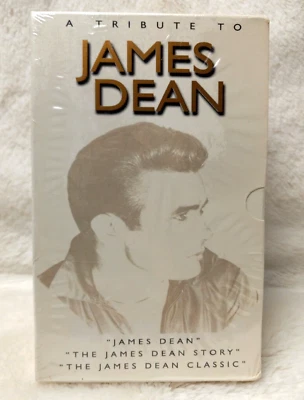 A TRIBUTE TO
JAMES
DEAN
"JAMES DEAN"
"THE JAMES DEAN STORY"
"THE JAMES DEAN CLASSIC"